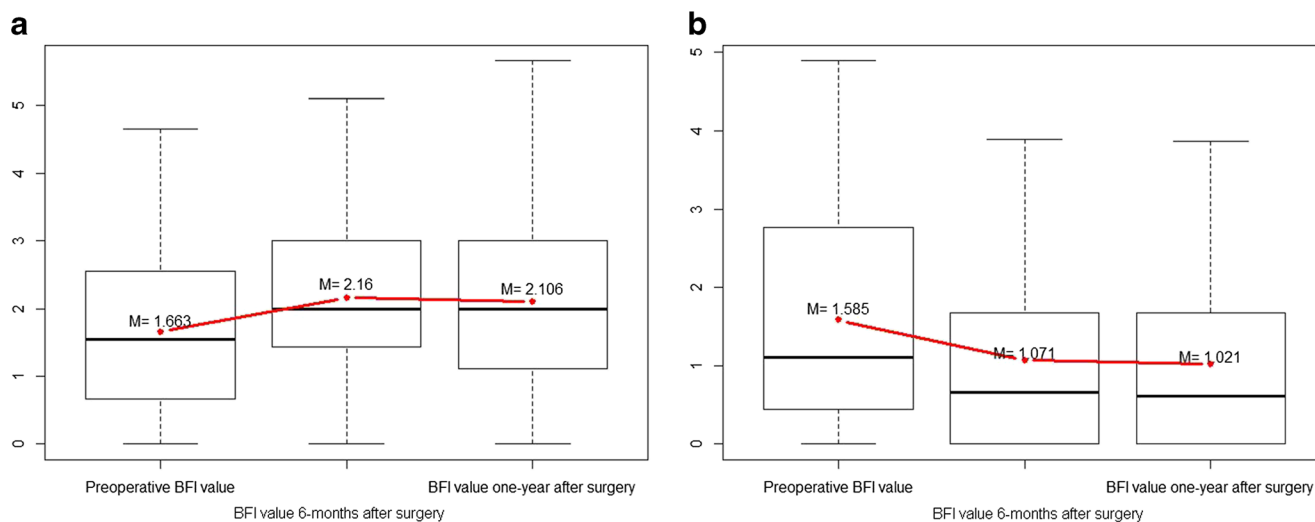 a
5
4
3
2
1
0
M= 1.663
M= 2.16
M= 2.106
Preoperative BFI value
BFI value one-year after surgery
BFI value 6-months after surgery
b
5
4
3
2
1
0
M= 1.585
M= 1.071
M= 1.021
Preoperative BFI value
BFI value one-year after surgery
BFI value 6-months after surgery